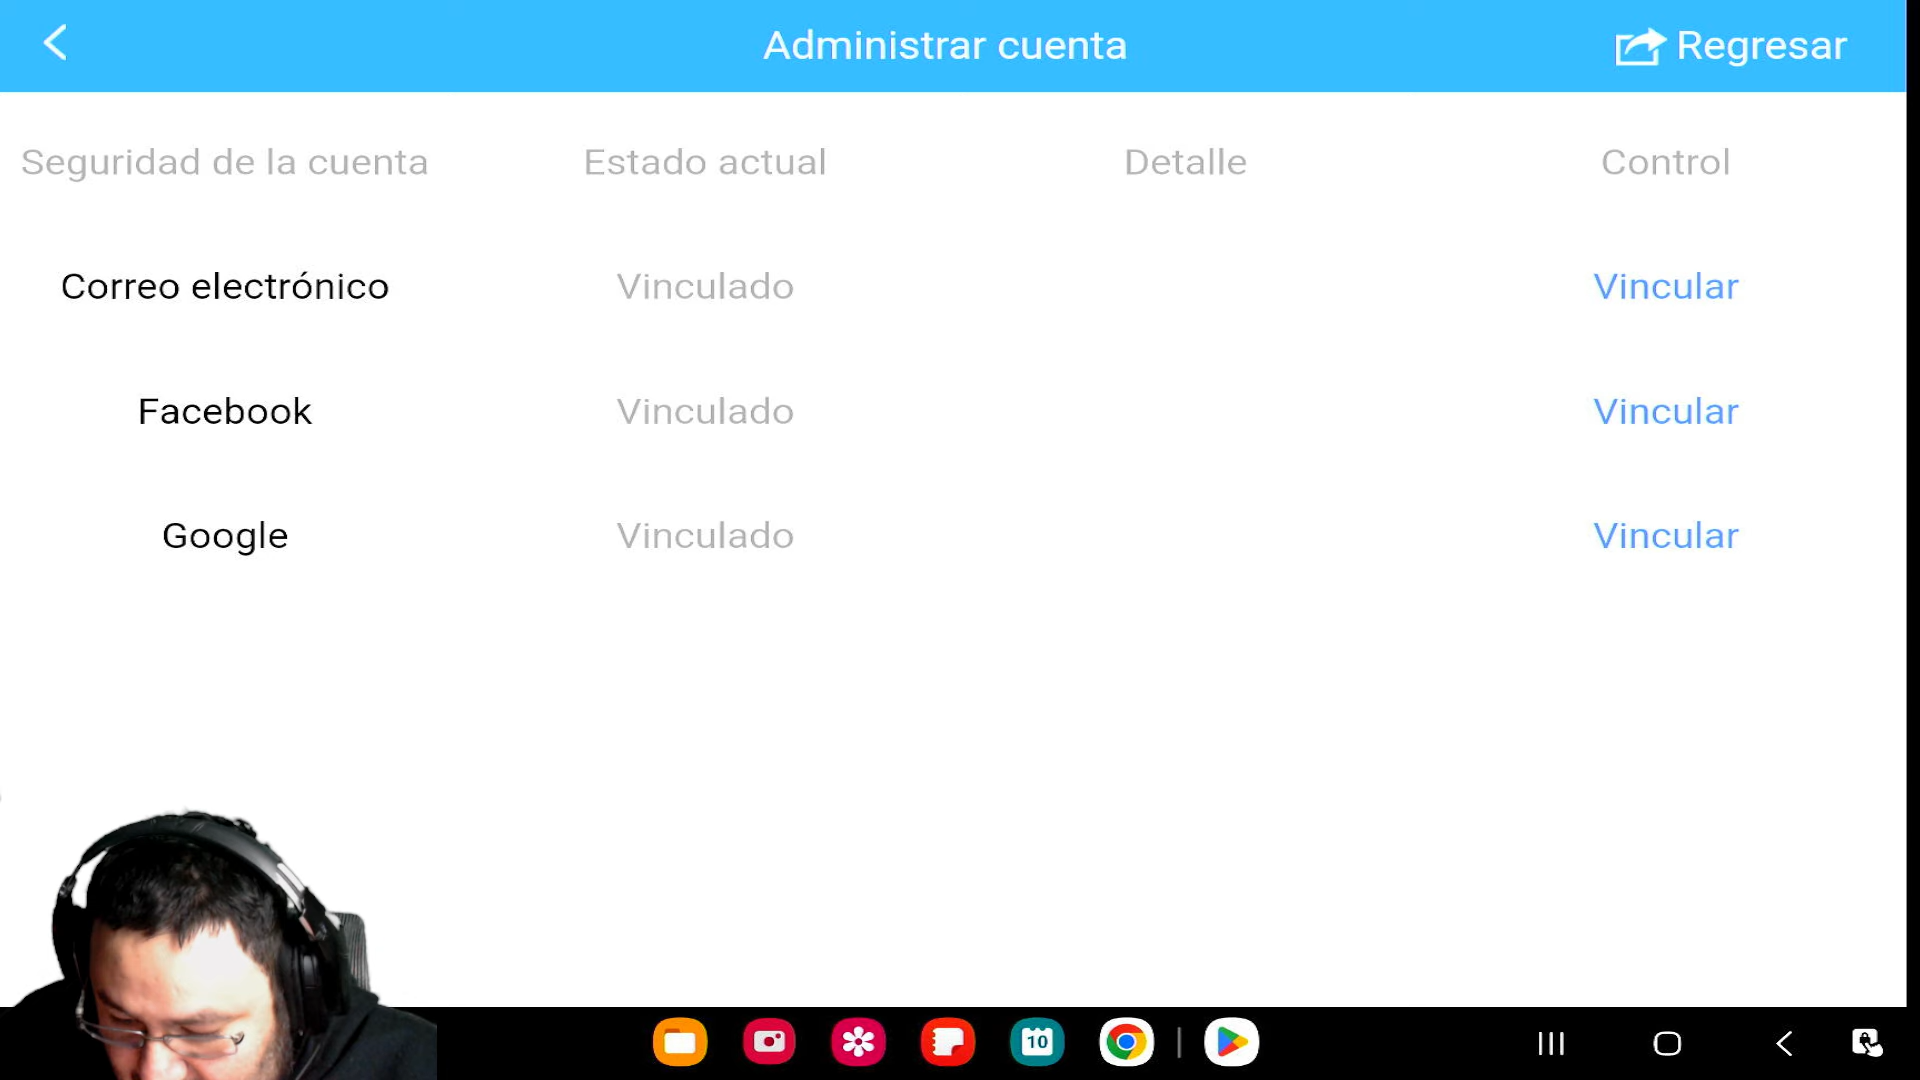 Administrar cuenta
Regresar
Seguridad de la cuenta Estado actual Detalle Control
Correo electrónico Vinculado Vincular
Facebook Vinculado Vincular
Google Vinculado Vincular
10